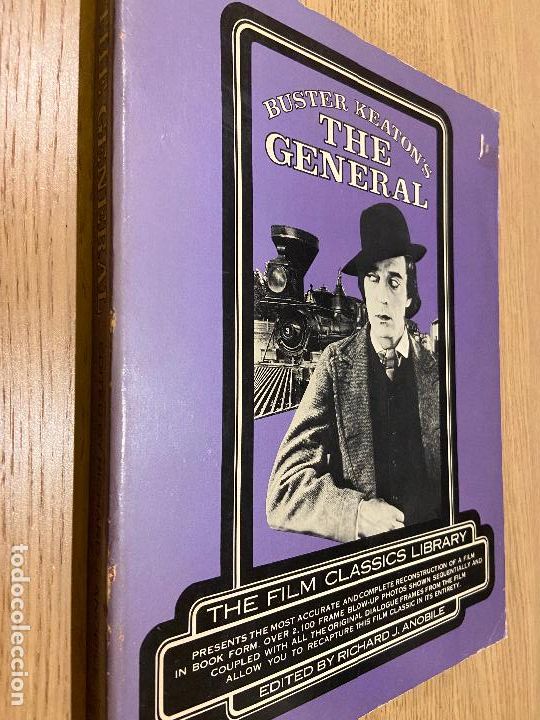 THE GENERAL
BUSTER KEATON'S
THE
GENERAL
THE FILM CLASSICS LIBRARY
PRESENTS THE MOST ACCURATE AND COMPLETE RECONSTRUCTION OF A FILM
IN BOOK FORM. OVER 2,100 FRAME BLOW-UP PHOTOS SHOWN SEQUENTIALLY AND
COUPLED WITH ALL THE ORIGINAL DIALOGUE FRAMES FROM THE FILM
ALLOW YOU TO RECAPTURE THIS FILM CLASSIC IN ITS ENTIRETY.
EDITED BY RICHARD J. ANOBILE
todocoleccion